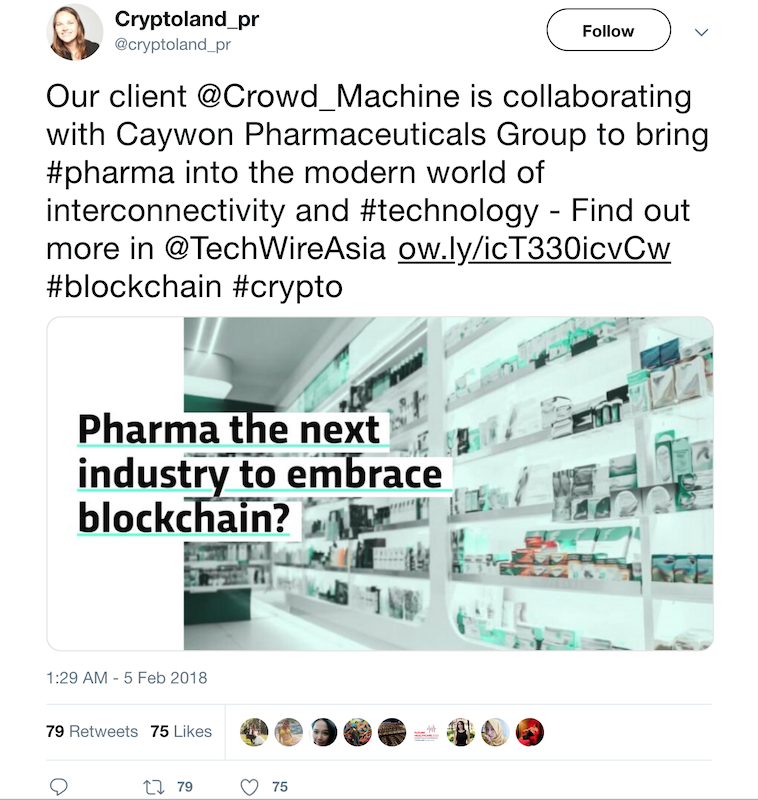 Cryptoland_pr
@cryptoland_pr
Follow
Our client @Crowd_Machine is collaborating
with Caywon Pharmaceuticals Group to bring
#pharma into the modern world of
interconnectivity and #technology - Find out
more in @TechWireAsia ow.ly/icT330icvCw
#blockchain #crypto
Pharma the next
industry to embrace
blockchain?
1:29 AM - 5 Feb 2018
79 Retweets 75 Likes
79
75